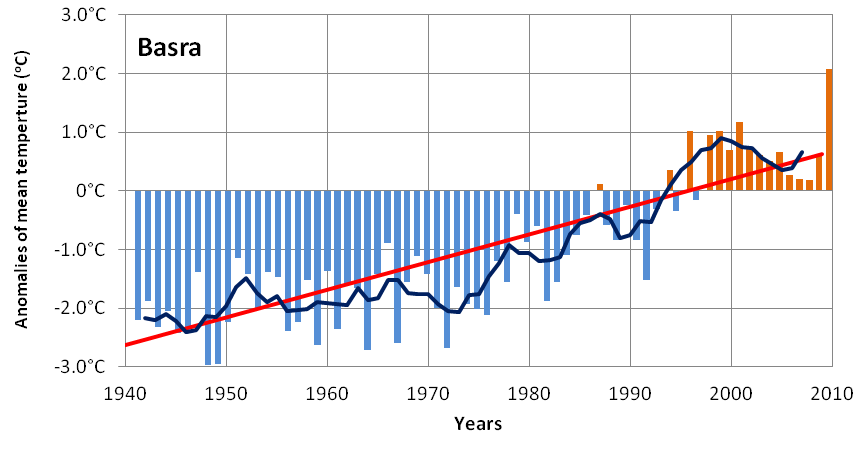 Basra
Anomalies of mean temperture (°C)
3.0°C
2.0°C
1.0°C
0°C
-1.0°C
-2.0°C
-3.0°C
1940 1950 1960 1970 1980 1990 2000 2010
Years